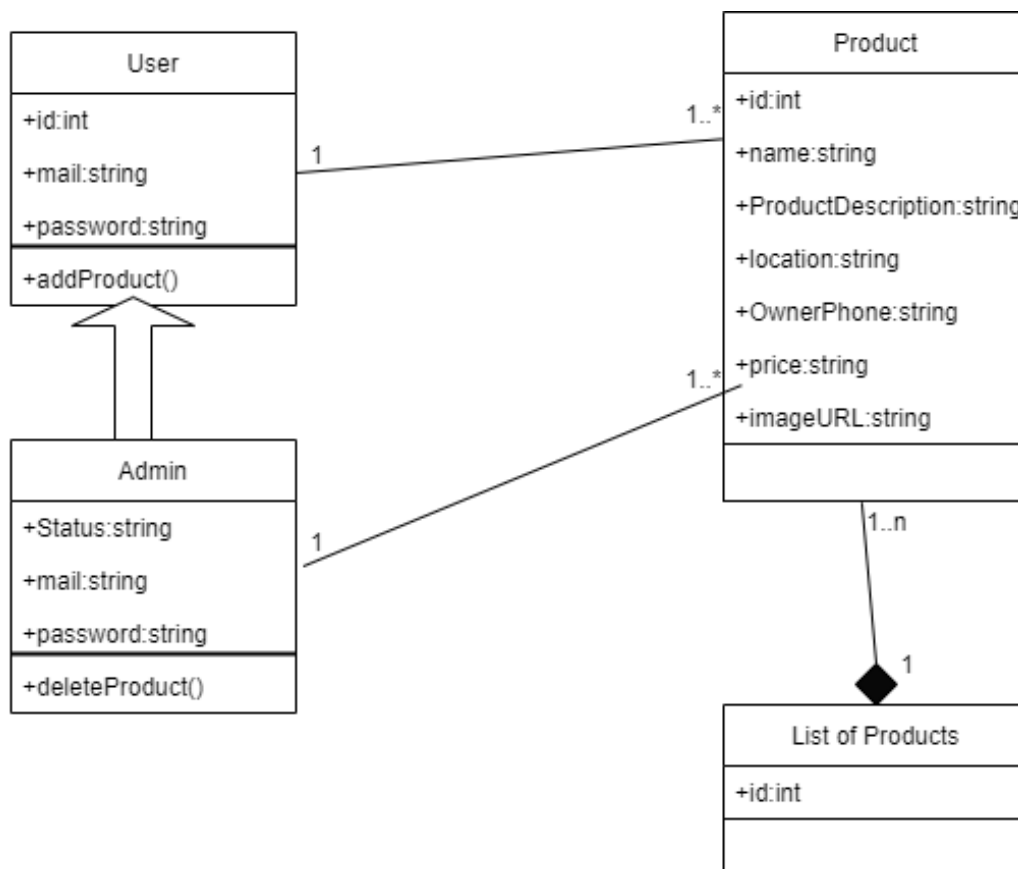 User
+id:int
+mail:string
+password:string
+addProduct()
1
1..*
Product
+id:int
+name:string
+ProductDescription:string
+location:string
+OwnerPhone:string
+price:string
+imageURL:string
Admin
+Status:string
+mail:string
+password:string
+deleteProduct()
1
1..*
1..n
1
List of Products
+id:int